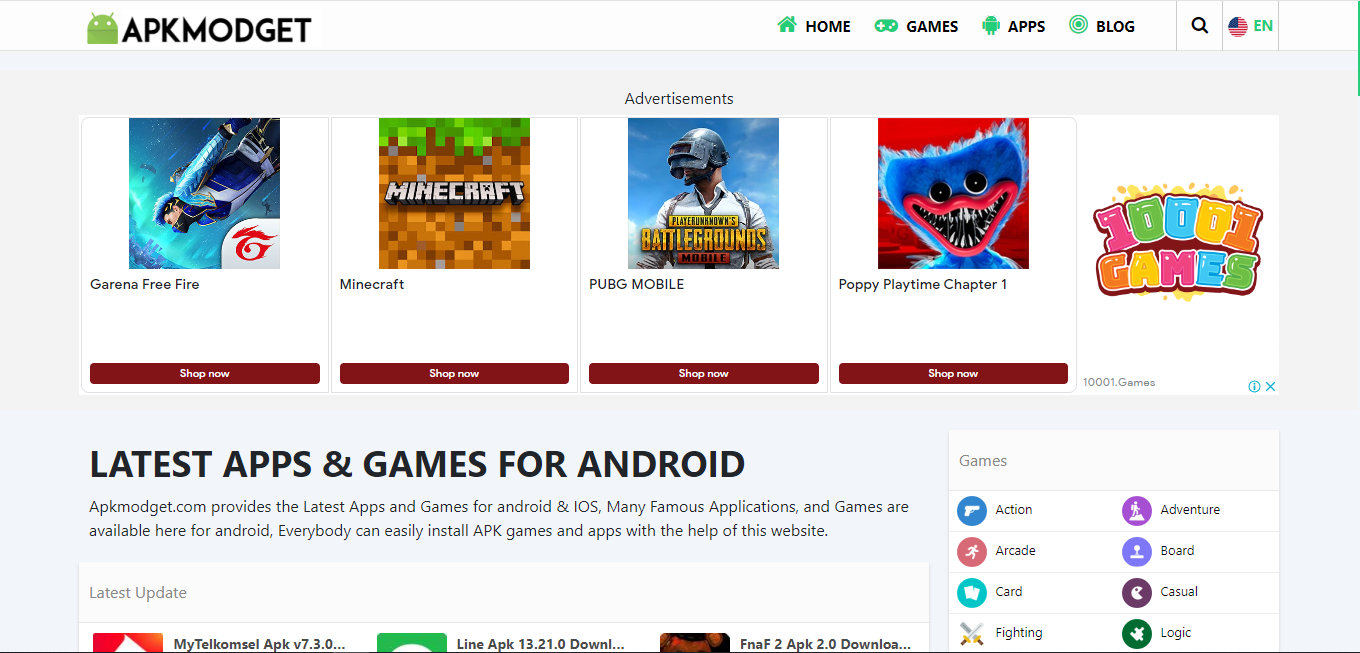 APKMODGET
HOME
GAMES
APPS
BLOG
EN
Advertisements
MINECRAFT
PLAYERUNKNOWN'S
BATTLEGROUNDS
MOBILE
10001
GAMES
Garena Free Fire
Minecraft
PUBG MOBILE
Poppy Playtime Chapter 1
Shop now
Shop now
Shop now
Shop now
10001.Games
LATEST APPS & GAMES FOR ANDROID
Apkmodget.com provides the Latest Apps and Games for android & IOS, Many Famous Applications, and Games are
available here for android, Everybody can easily install APK games and apps with the help of this website.
Latest Update
MyTelkomsel Apk v7.3.0...
Line Apk 13.21.0 Downl...
FnaF 2 Apk 2.0 Downloa...
Games
Action
Adventure
Arcade
Board
Card
Casual
Fighting
Logic